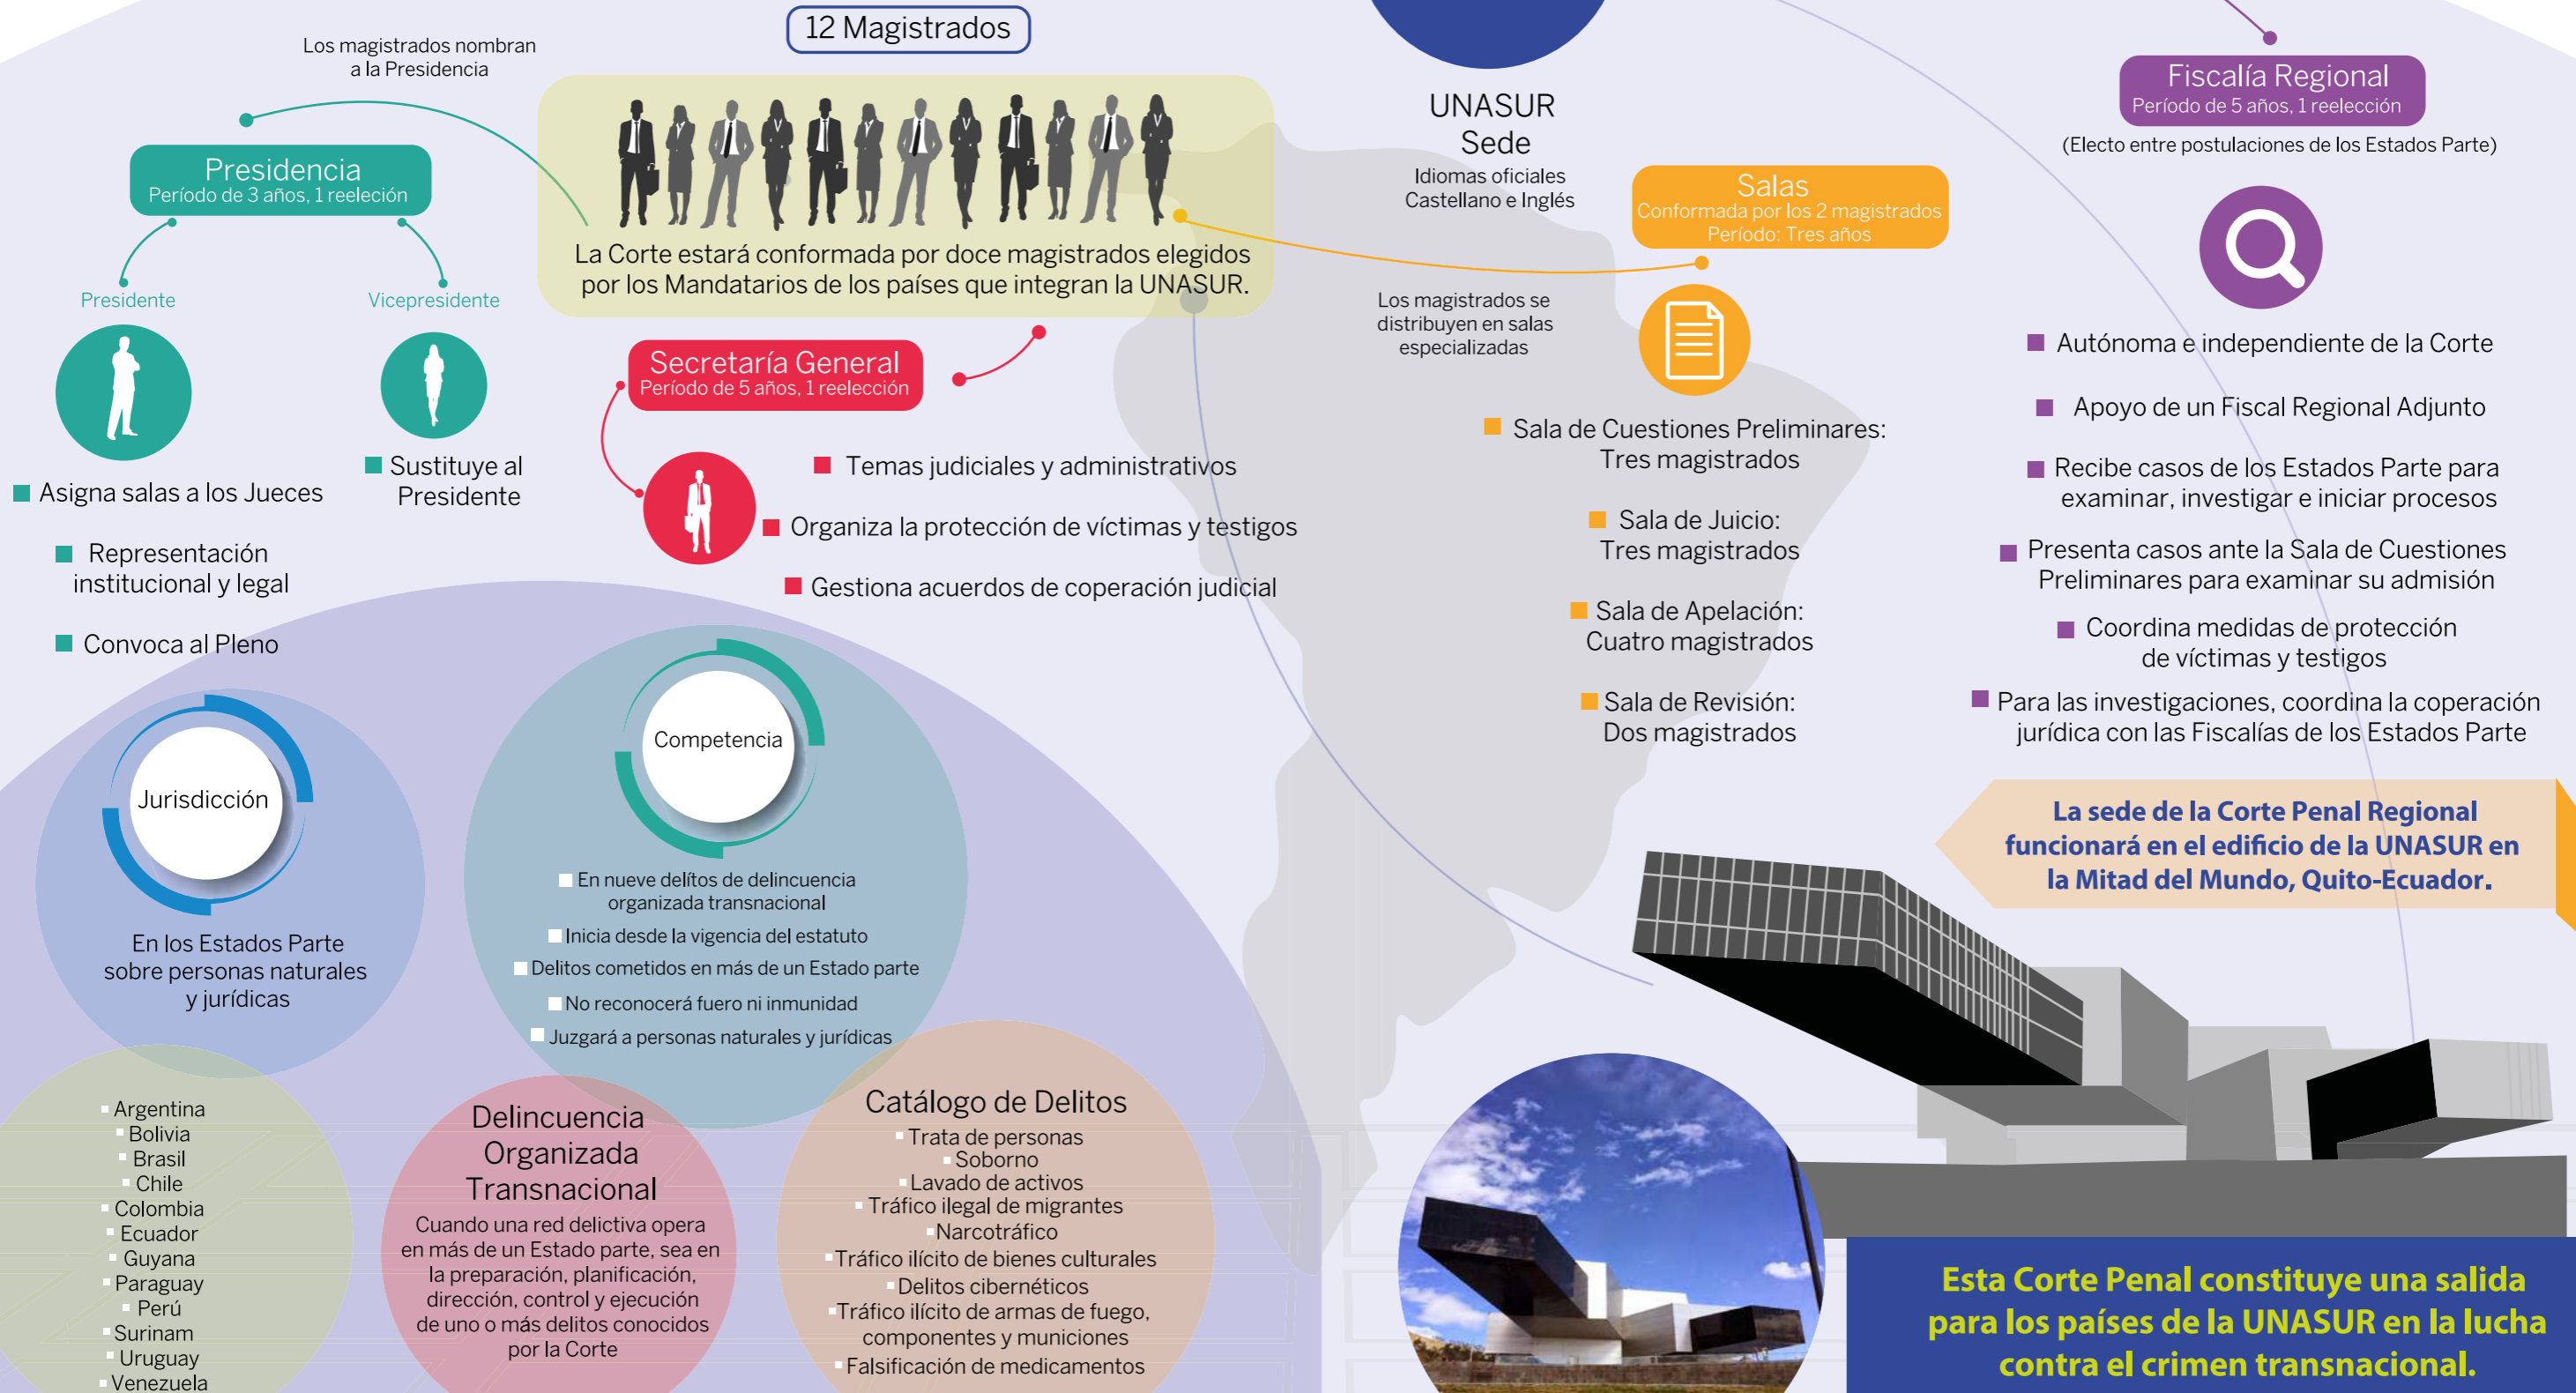 12 Magistrados
Los magistrados nombran
a la Presidencia
Presidencia
Período de 3 años, 1 reeleción
Presidente
Vicepresidente
Asigna salas a los Jueces
Representación
institucional y legal
Convoca al Pleno
Sustituye al
Presidente
La Corte estará conformada por doce magistrados elegidos
por los Mandatarios de los países que integran la UNASUR.
Secretaría General
Período de 5 años, 1 reelección
Temas judiciales y administrativos
Organiza la protección de víctimas y testigos
Gestiona acuerdos de coperación judicial
UNASUR
Sede
Idiomas oficiales
Castellano e Inglés
Los magistrados se
distribuyen en salas
especializadas
Salas
Conformada por los 2 magistrados
Período: Tres años
Sala de Cuestiones Preliminares:
Tres magistrados
Sala de Juicio:
Tres magistrados
Sala de Apelación:
Cuatro magistrados
Sala de Revisión:
Dos magistrados
Fiscalía Regional
Período de 5 años, 1 reelección
(Electo entre postulaciones de los Estados Parte)
Autónoma e independiente de la Corte
Apoyo de un Fiscal Regional Adjunto
Recibe casos de los Estados Parte para
examinar, investigar e iniciar procesos
Presenta casos ante la Sala de Cuestiones
Preliminares para examinar su admisión
Coordina medidas de protección
de víctimas y testigos
Para las investigaciones, coordina la coperación
jurídica con las Fiscalías de los Estados Parte
La sede de la Corte Penal Regional
funcionará en el edificio de la UNASUR en
la Mitad del Mundo, Quito-Ecuador.
Jurisdicción
En los Estados Parte
sobre personas naturales
y jurídicas
Competencia
En nueve delítos de delincuencia
organizada transnacional
Inicia desde la vigencia del estatuto
Delitos cometidos en más de un Estado parte
No reconocerá fuero ni inmunidad
Juzgará a personas naturales y jurídicas
Argentina
Bolivia
Brasil
Chile
Colombia
Ecuador
Guyana
Paraguay
Perú
Surinam
Uruguay
Venezuela
Delincuencia
Organizada
Transnacional
Cuando una red delictiva opera
en más de un Estado parte, sea en
la preparación, planificación,
dirección, control y ejecución
de uno o más delitos conocidos
por la Corte
Catálogo de Delitos
Trata de personas
Soborno
Lavado de activos
Tráfico ilegal de migrantes
Narcotráfico
Tráfico ilícito de bienes culturales
Delitos cibernéticos
Tráfico ilícito de armas de fuego,
componentes y municiones
Falsificación de medicamentos
Esta Corte Penal constituye una salida
para los países de la UNASUR en la lucha
contra el crimen transnacional.